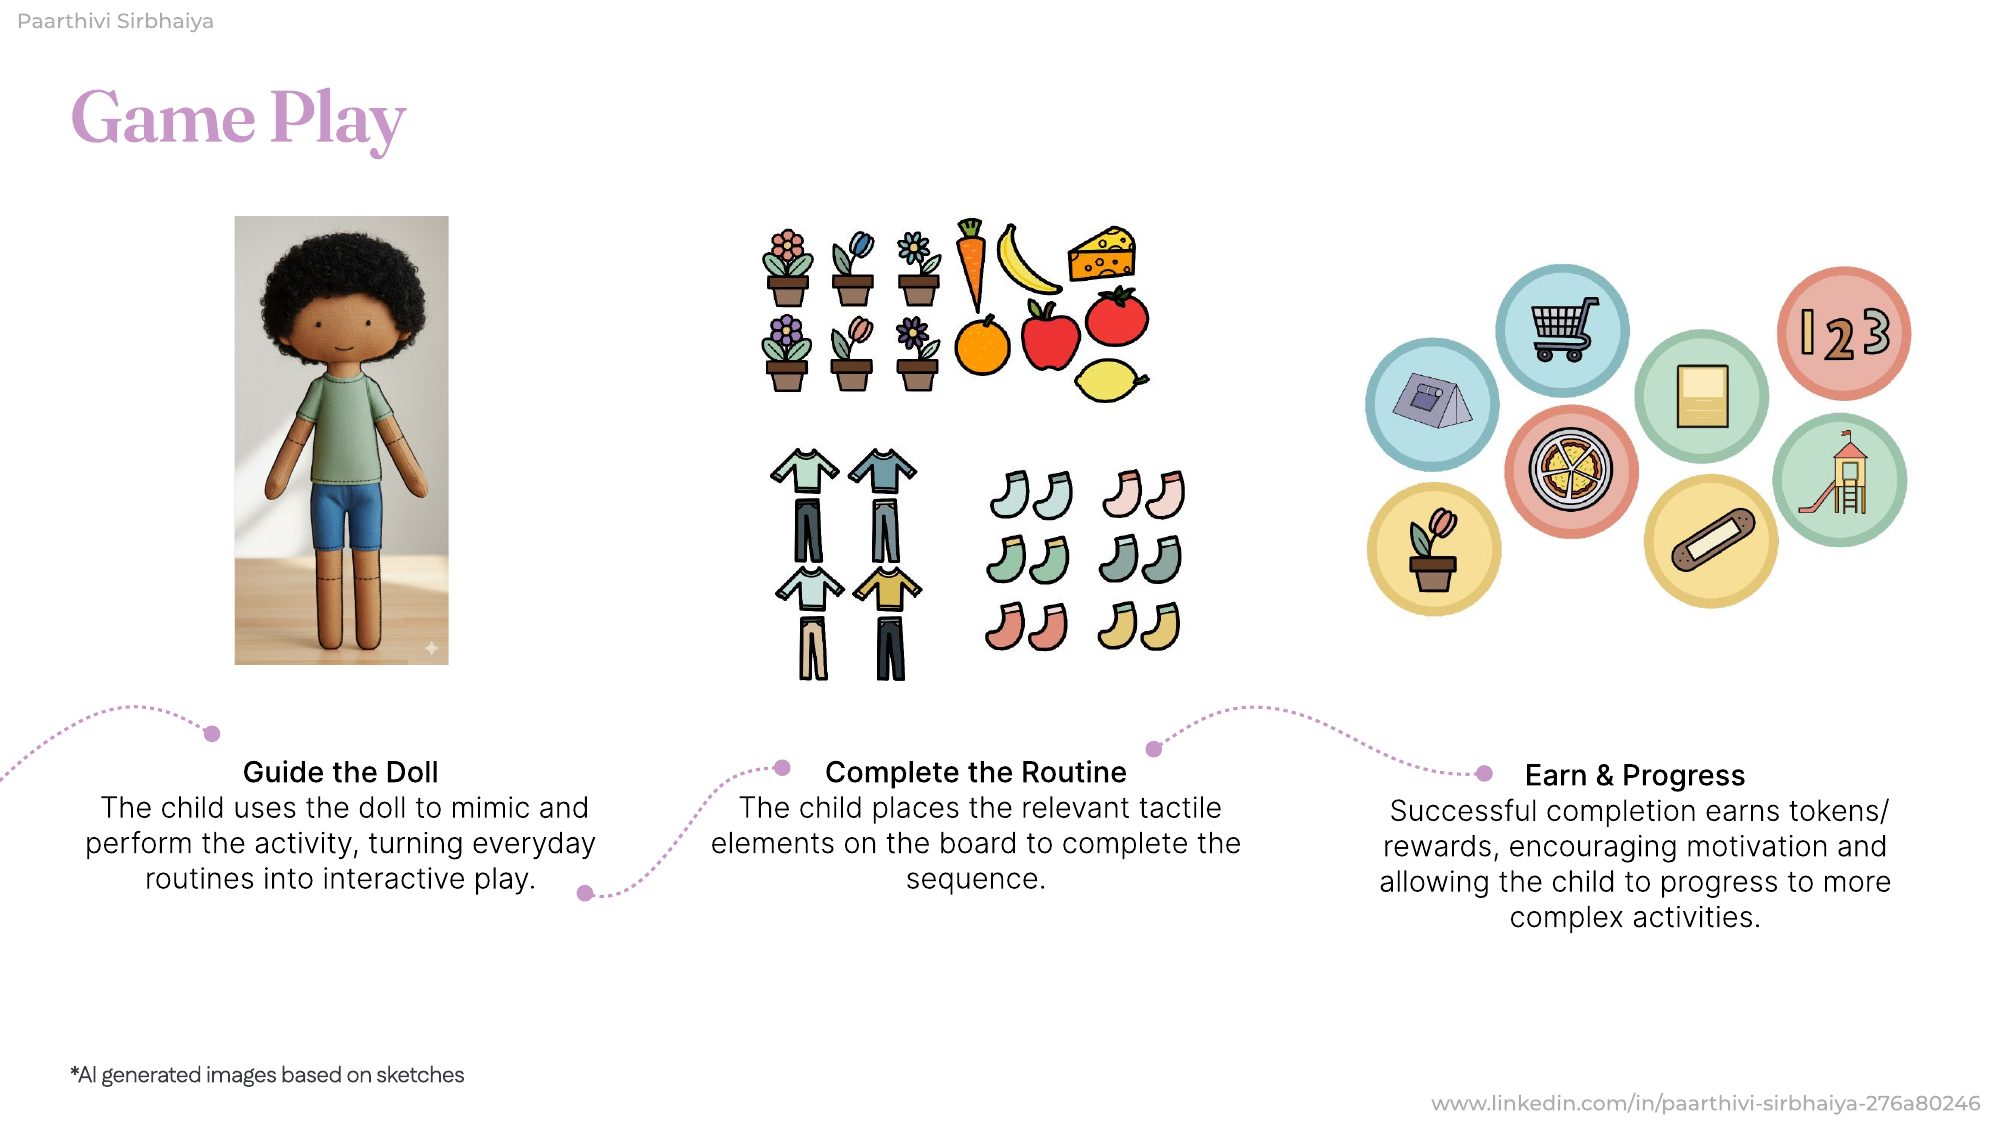 Paarthivi Sirbhaiya
Game Play
1 2 3
Guide the Doll
The child uses the doll to mimic and
perform the activity, turning everyday
routines into interactive play.
Complete the Routine
The child places the relevant tactile
elements on the board to complete the
sequence.
Earn & Progress
Successful completion earns tokens/
rewards, encouraging motivation and
allowing the child to progress to more
complex activities.
*AI generated images based on sketches
www.linkedin.com/in/paarthivi-sirbhaiya-276a80246